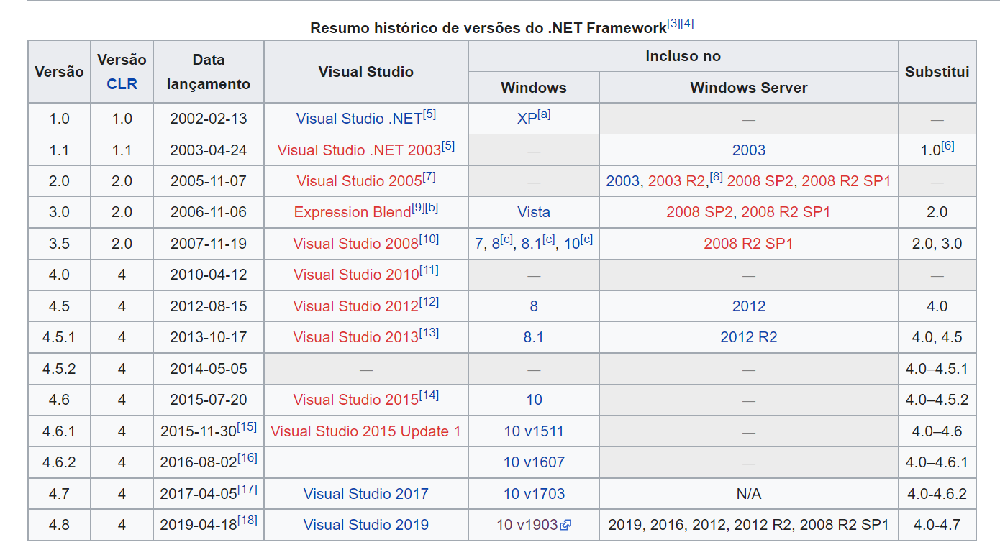 Resumo histórico de versões do .NET Framework[3][4]
Versão | Versão CLR | Data lançamento | Visual Studio | Incluso no | Substitui
Windows | Windows Server
1.0 | 1.0 | 2002-02-13 | Visual Studio .NET[5] | XP[a] | — | —
1.1 | 1.1 | 2003-04-24 | Visual Studio .NET 2003[5] | — | 2003 | 1.0[6]
2.0 | 2.0 | 2005-11-07 | Visual Studio 2005[7] | — | 2003, 2003 R2,[8] 2008 SP2, 2008 R2 SP1 | —
3.0 | 2.0 | 2006-11-06 | Expression Blend[9][b] | Vista | 2008 SP2, 2008 R2 SP1 | 2.0
3.5 | 2.0 | 2007-11-19 | Visual Studio 2008[10] | 7, 8[c], 8.1[c], 10[c] | 2008 R2 SP1 | 2.0, 3.0
4.0 | 4 | 2010-04-12 | Visual Studio 2010[11] | — | — | —
4.5 | 4 | 2012-08-15 | Visual Studio 2012[12] | 8 | 2012 | 4.0
4.5.1 | 4 | 2013-10-17 | Visual Studio 2013[13] | 8.1 | 2012 R2 | 4.0, 4.5
4.5.2 | 4 | 2014-05-05 | — | — | — | 4.0–4.5.1
4.6 | 4 | 2015-07-20 | Visual Studio 2015[14] | 10 | — | 4.0–4.5.2
4.6.1 | 4 | 2015-11-30[15] | Visual Studio 2015 Update 1 | 10 v1511 | — | 4.0–4.6
4.6.2 | 4 | 2016-08-02[16] | | 10 v1607 | — | 4.0–4.6.1
4.7 | 4 | 2017-04-05[17] | Visual Studio 2017 | 10 v1703 | N/A | 4.0-4.6.2
4.8 | 4 | 2019-04-18[18] | Visual Studio 2019 | 10 v1903 | 2019, 2016, 2012, 2012 R2, 2008 R2 SP1 | 4.0-4.7